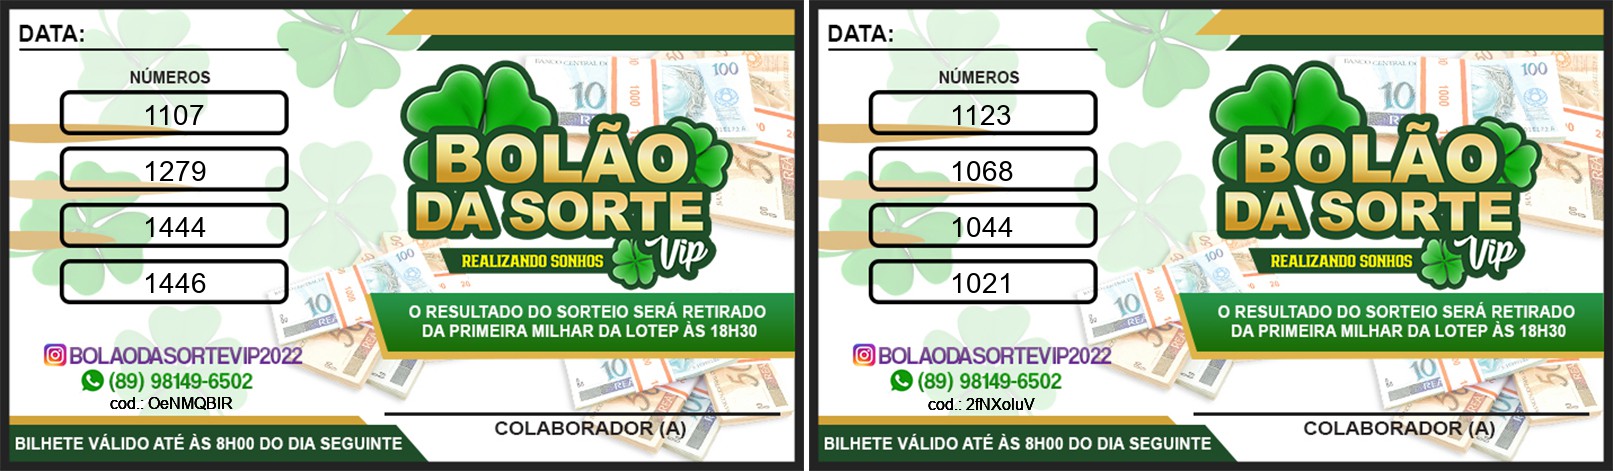 DATA:
NÚMEROS
1107
1279
1444
1446
BOLÃO
DA SORTE
Vip
REALIZANDO SONHOS
O RESULTADO DO SORTEIO SERÁ RETIRADO
DA PRIMEIRA MILHAR DA LOTEP ÀS 18H30
BOLAODASORTEVIP2022
(89) 98149-6502
cod.: OeNMQBIR
COLABORADOR (A)
BILHETE VÁLIDO ATÉ ÀS 8H00 DO DIA SEGUINTE
DATA:
NÚMEROS
1123
1068
1044
1021
BOLÃO
DA SORTE
Vip
REALIZANDO SONHOS
O RESULTADO DO SORTEIO SERÁ RETIRADO
DA PRIMEIRA MILHAR DA LOTEP ÀS 18H30
BOLAODASORTEVIP2022
(89) 98149-6502
cod.: 2fNXoluV
COLABORADOR (A)
BILHETE VÁLIDO ATÉ ÀS 8H00 DO DIA SEGUINTE